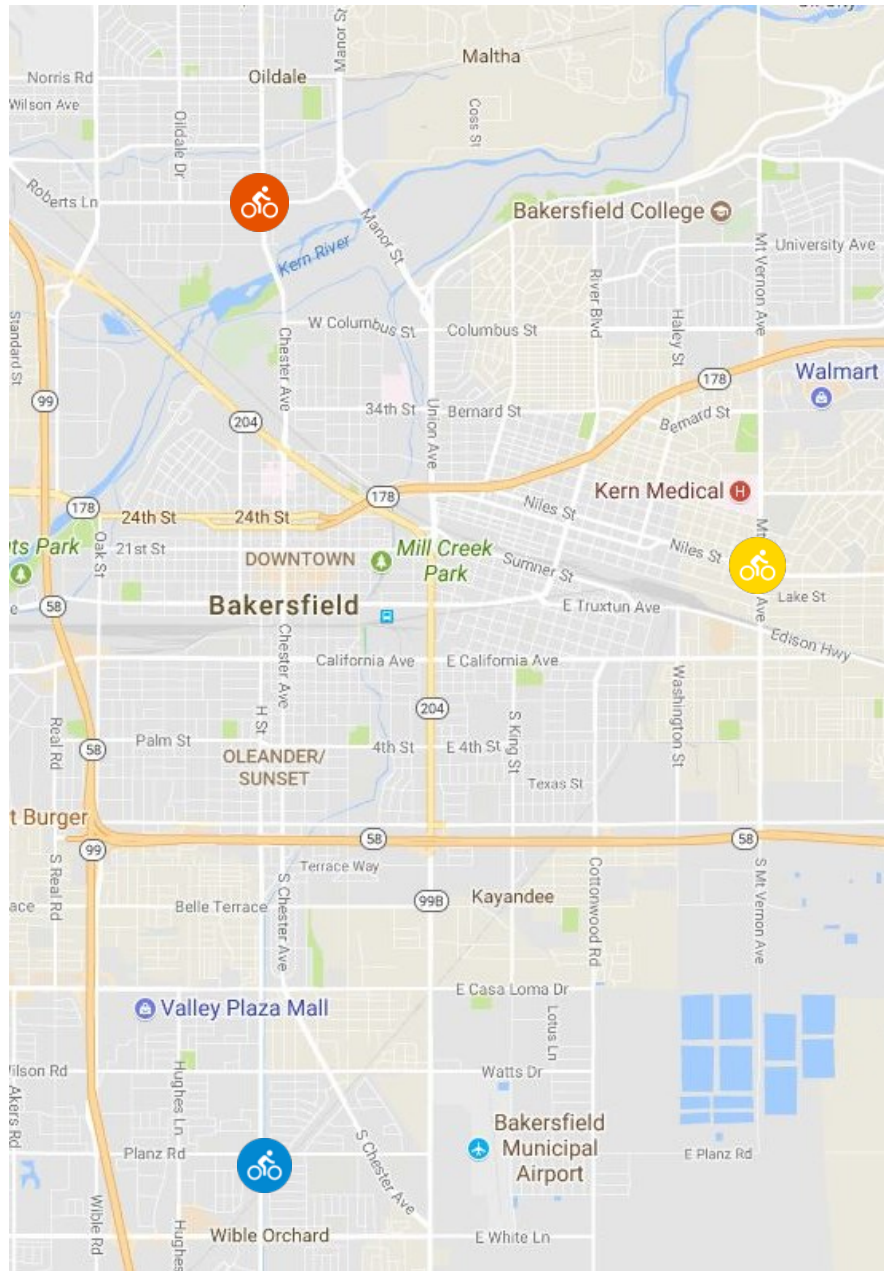 Manor St
Maltha
Norris Rd
Oildale
Wilson Ave
Oildale Dr
Coss St
Roberts Ln
Bakersfield College
Manor St
Kern River
University Ave
Mt Vernon Ave
River Blvd
Haley St
Standard St
W Columbus St
Columbus St
Chester Ave
Walmart
178
99
34th St
Bernard St
Union Ave
Bernard St
204
Kern Medical
H
178
178
24th St
24th St
Niles St
Oak St
21st St
DOWNTOWN
Mill Creek
Park
Sumner St
Niles St
ts Park
Bakersfield
58
E Truxtun Ave
Lake St
Ave
Edison Hwy
Chester Ave
California Ave
E California Ave
Washington St
H St
204
S King St
Real Rd
58
Palm St
4th St
E 4th St
OLEANDER/
SUNSET
Texas St
t Burger
58
58
99
S Real Rd
Terrace Way
Cottonwood Rd
S Mt Vernon Ave
99B
Kayandee
ace
Belle Terrace
S Chester Ave
E Casa Loma Dr
Valley Plaza Mall
Lotus Ln
ilson Rd
Watts Dr
Akers Rd
Hughes Ln
Bakersfield
Municipal
Airport
Planz Rd
S Chester Ave
E Planz Rd
Wible Rd
Hughes
Wible Orchard
E White Ln